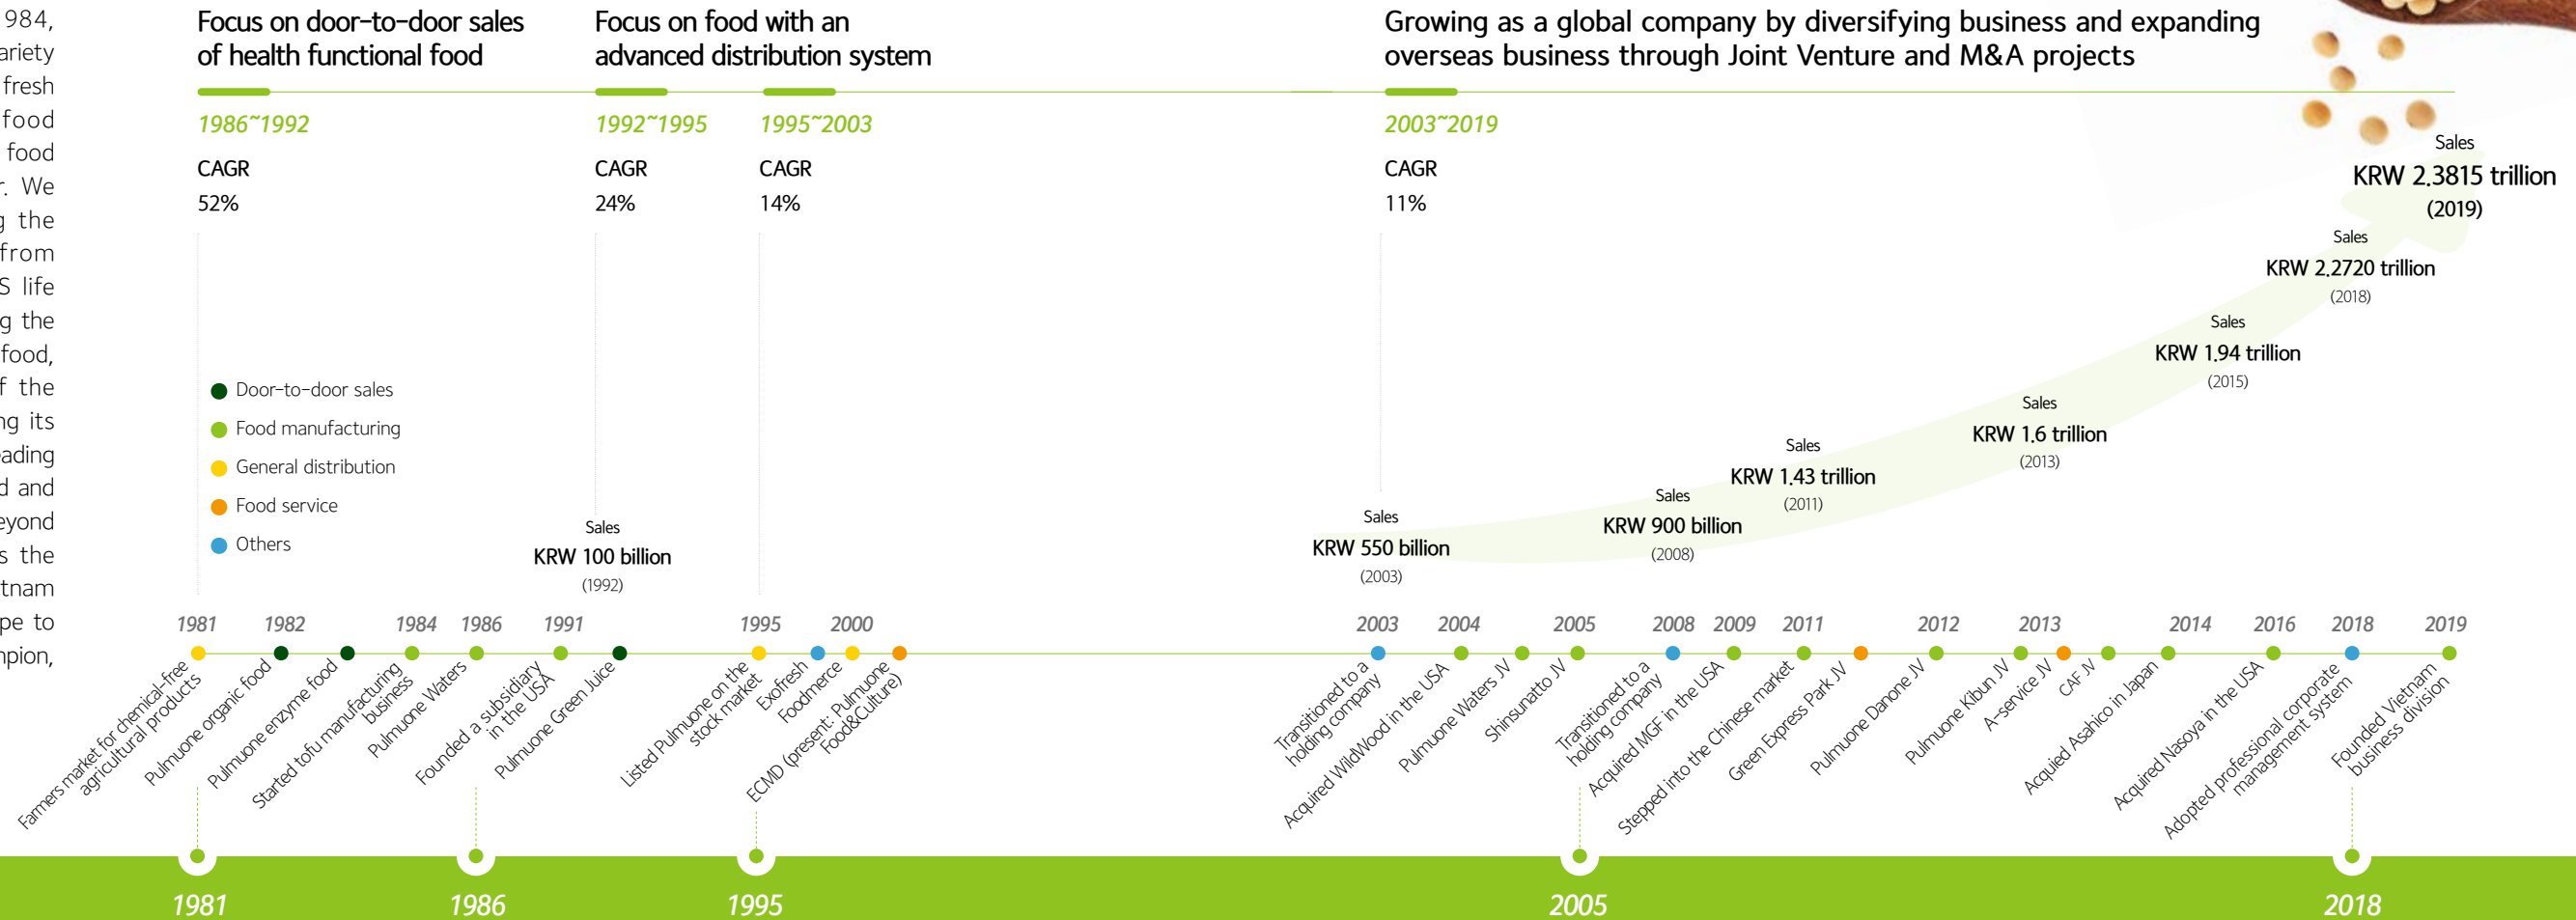 984,
ariety
fresh
food
food
r. We
g the
from
S life
g the
food,
f the
ng its
ading
d and
eyond
s the
tnam
pe to
npion,
Focus on door-to-door sales
of health functional food
Focus on food with an
advanced distribution system
Growing as a global company by diversifying business and expanding
overseas business through Joint Venture and M&A projects
1986~1992
CAGR
52%
1992~1995
CAGR
24%
1995~2003
CAGR
14%
2003~2019
CAGR
11%
Door-to-door sales
Food manufacturing
General distribution
Food service
Others
Sales
KRW 100 billion
(1992)
Sales
KRW 550 billion
(2003)
Sales
KRW 900 billion
(2008)
Sales
KRW 1.43 trillion
(2011)
Sales
KRW 1.6 trillion
(2013)
Sales
KRW 1.94 trillion
(2015)
Sales
KRW 2.2720 trillion
(2018)
Sales
KRW 2.3815 trillion
(2019)
1981
1982
1984
1986
1991
1995
2000
2003
2004
2005
2008
2009
2011
2012
2013
2014
2016
2018
2019
Farmers market for chemical-free
agricultural products
Pulmuone organic food
Pulmuone enzyme food
Started tofu manufacturing
business
Pulmuone Waters
Founded a subsidiary
in the USA
Pulmuone Green Juice
Listed Pulmuone on the
stock market
Exofresh
Foodmerce
ECMD (present: Pulmuone
Food&Culture)
Transitioned to a
holding company
Acquired WildWood in the USA
Pulmuone Waters JV
Shinsunatto JV
Transitioned to a
holding company
Acquired MGF in the USA
Stepped into the Chinese market
Green Express Park JV
Pulmuone Danone JV
Pulmuone Kibun JV
A-service JV
CAF JV
Acquied Asahico in Japan
Acquired Nasoya in the USA
Adopted professional corporate
management system
Founded Vietnam
business division
1981
1986
1995
2005
2018